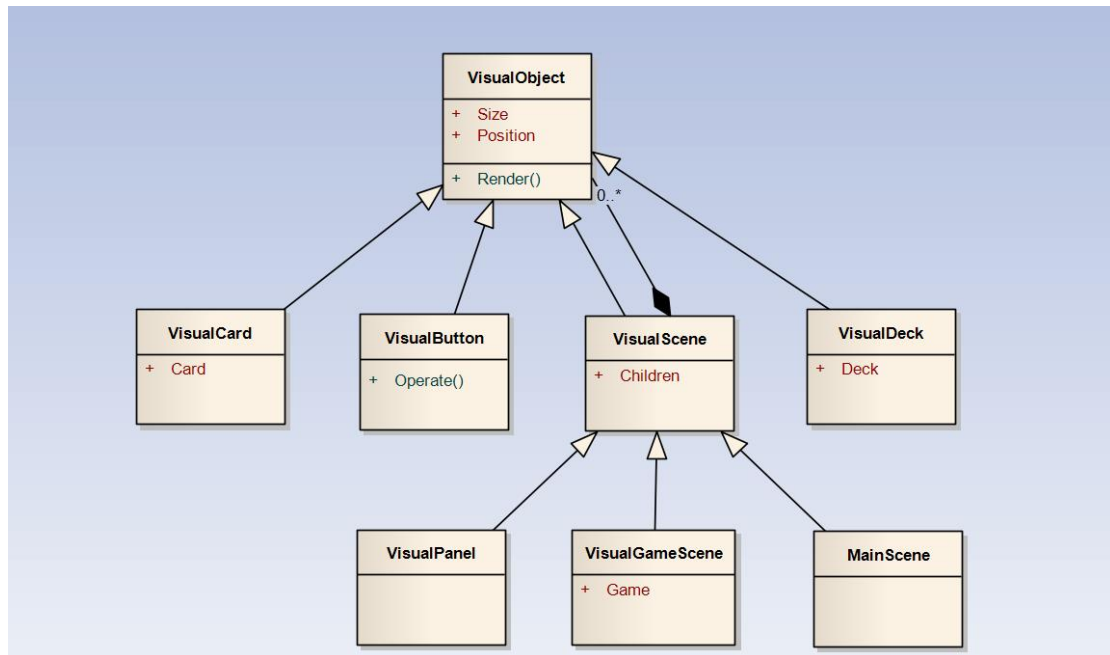 VisualObject
+ Size
+ Position
+ Render()
0..*
VisualCard
+ Card
VisualButton
+ Operate()
VisualScene
+ Children
VisualDeck
+ Deck
VisualPanel
VisualGameScene
+ Game
MainScene